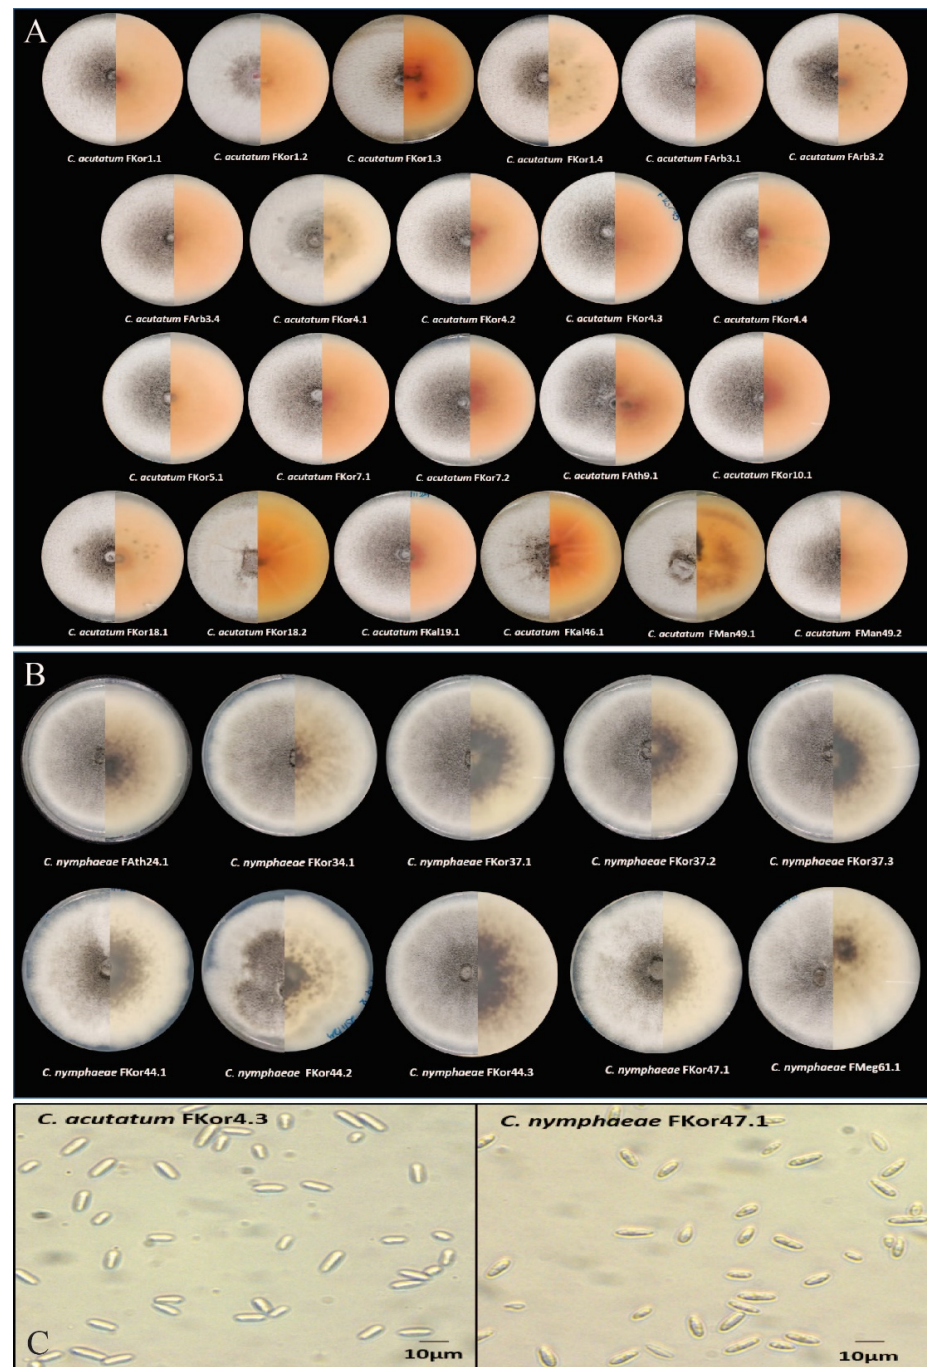 A
C. acutatum FKor1.1
C. acutatum FKor1.2
C. acutatum FKor1.3
C. acutatum FKor1.4
C. acutatum FArb3.1
C. acutatum FArb3.2
C. acutatum FArb3.4
C. acutatum FKor4.1
C. acutatum FKor4.2
C. acutatum FKor4.3
C. acutatum FKor4.4
C. acutatum FKor5.1
C. acutatum FKor7.1
C. acutatum FKor7.2
C. acutatum FAth9.1
C. acutatum FKor10.1
C. acutatum FKor18.1
C. acutatum FKor18.2
C. acutatum FKal19.1
C. acutatum FKal46.1
C. acutatum FMan49.1
C. acutatum FMan49.2
B
C. nymphaeae FAth24.1
C. nymphaeae FKor34.1
C. nymphaeae FKor37.1
C. nymphaeae FKor37.2
C. nymphaeae FKor37.3
C. nymphaeae FKor44.1
C. nymphaeae FKor44.2
C. nymphaeae FKor44.3
C. nymphaeae FKor47.1
C. nymphaeae FMeg61.1
C. acutatum FKor4.3
C. nymphaeae FKor47.1
C
10μm
10μm